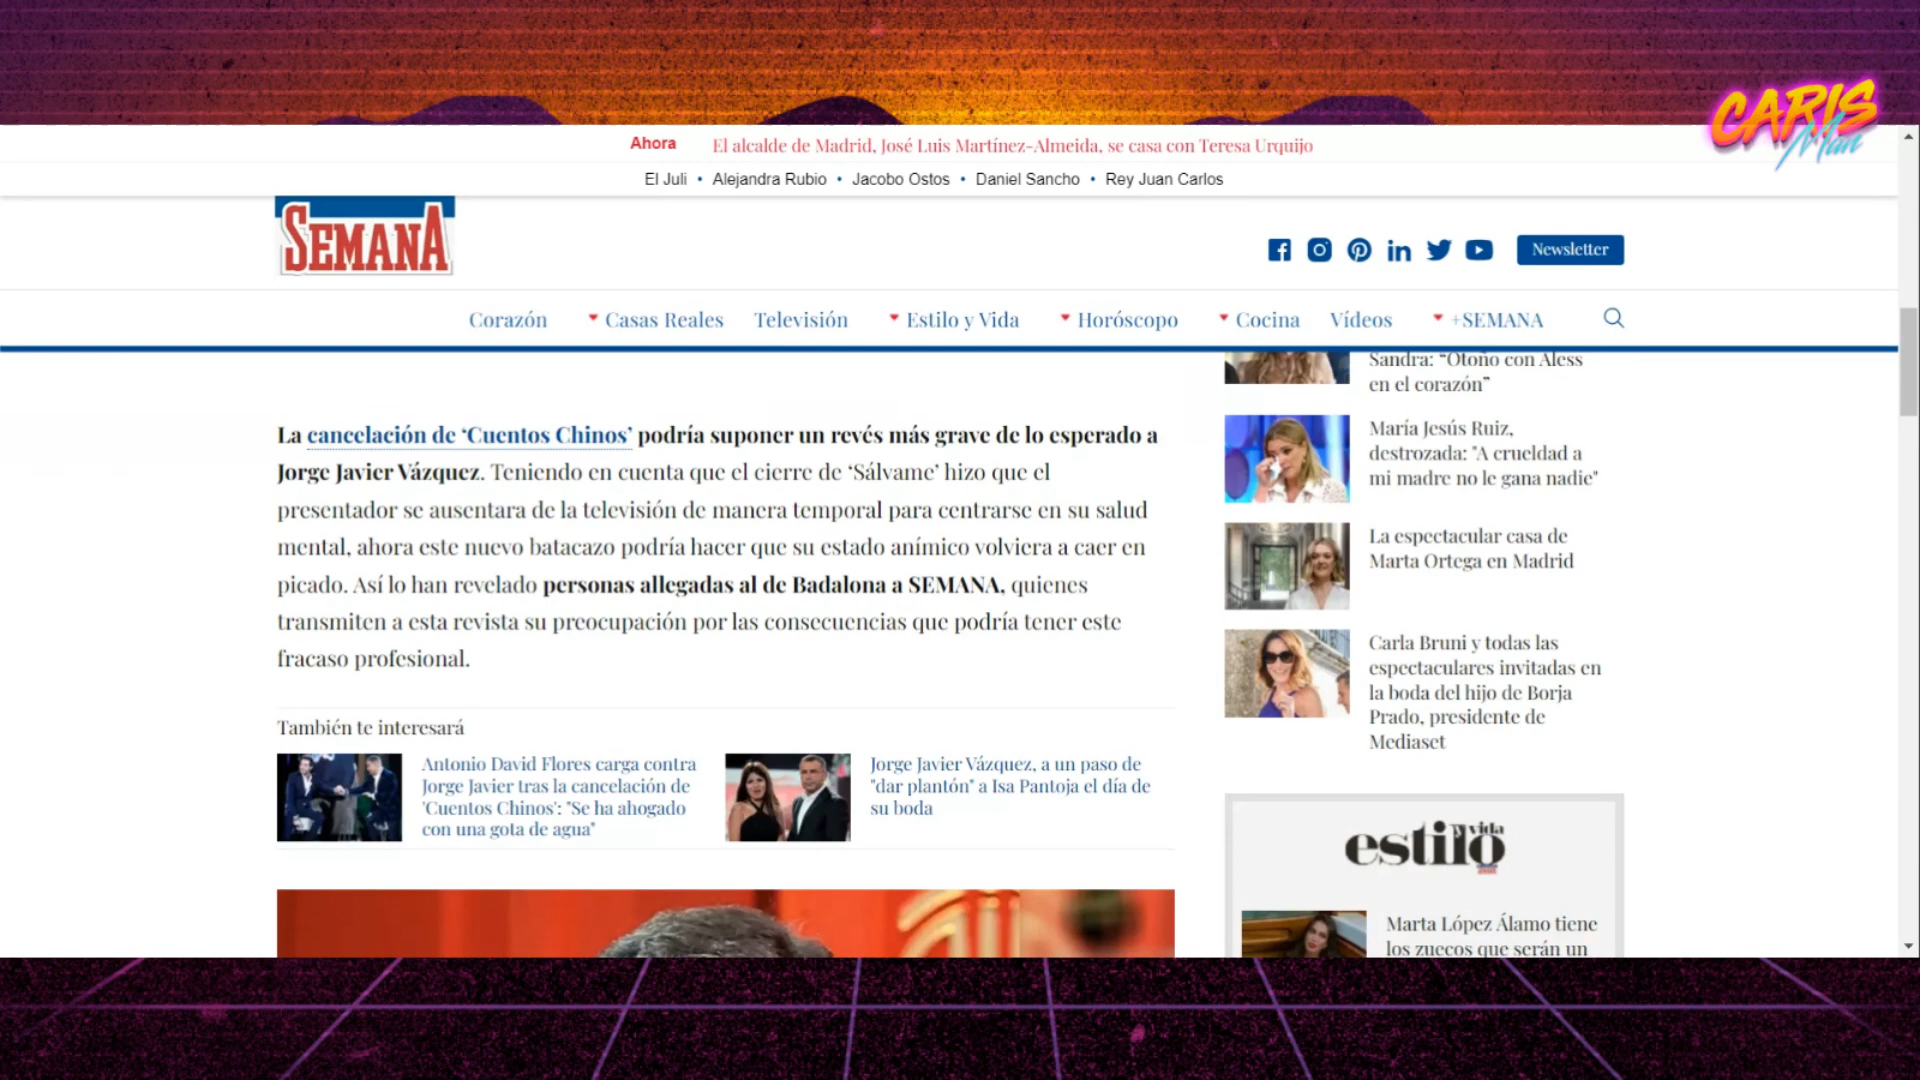 CARIS
Man
Ahora El alcalde de Madrid, José Luis Martínez-Almeida, se casa con Teresa Urquijo
El Juli • Alejandra Rubio • Jacobo Ostos • Daniel Sancho • Rey Juan Carlos
SEMANA
Newsletter
Corazón Casas Reales Televisión Estilo y Vida Horóscopo Cocina Vídeos +SEMANA
La cancelación de ‘Cuentos Chinos’ podría suponer un revés más grave de lo esperado a
Jorge Javier Vázquez. Teniendo en cuenta que el cierre de ‘Sálvame’ hizo que el
presentador se ausentara de la televisión de manera temporal para centrarse en su salud
mental, ahora este nuevo batacazo podría hacer que su estado anímico volviera a caer en
picado. Así lo han revelado personas allegadas al de Badalona a SEMANA, quienes
transmiten a esta revista su preocupación por las consecuencias que podría tener este
fracaso profesional.
También te interesará
Antonio David Flores carga contra
Jorge Javier tras la cancelación de
'Cuentos Chinos': "Se ha ahogado
con una gota de agua"
Jorge Javier Vázquez, a un paso de
"dar plantón" a Isa Pantoja el día de
su boda
Sandra: “Otoño con Aless
en el corazón”
María Jesús Ruiz,
destrozada: "A crueldad a
mi madre no le gana nadie"
La espectacular casa de
Marta Ortega en Madrid
Carla Bruni y todas las
espectaculares invitadas en
la boda del hijo de Borja
Prado, presidente de
Mediaset
estilo y vida
Marta López Álamo tiene
los zuecos que serán un